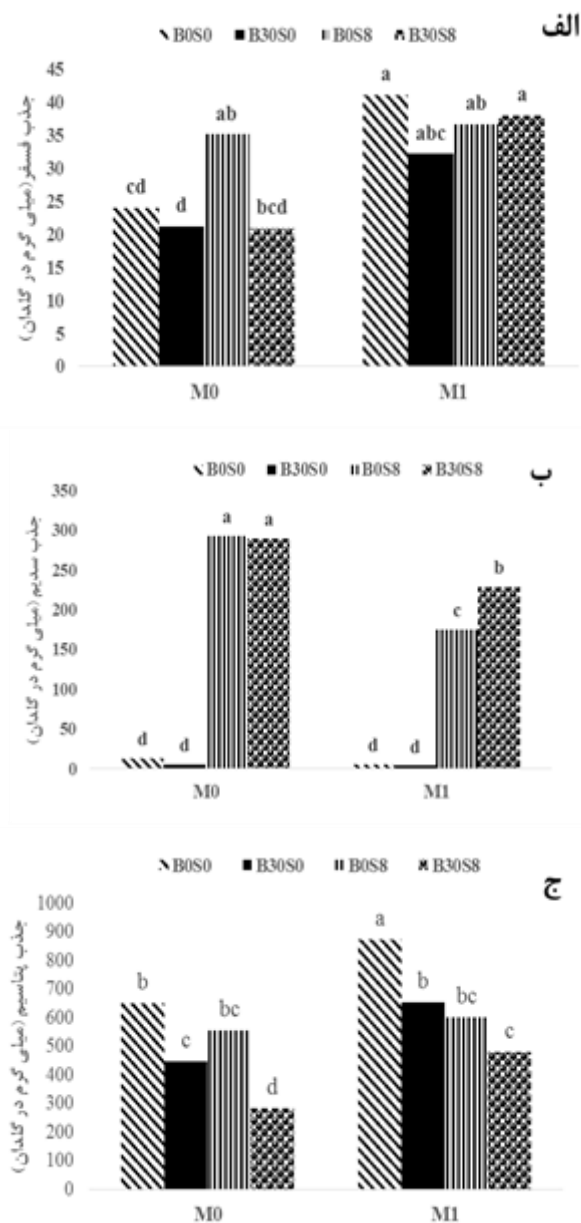 الف
B0S0 B30S0 B0S8 B30S8
جذب فسفر (میلی گرم در گلدان)
45
40
35
30
25
20
15
10
5
0
cd d ab bcd a abc ab a
M0 M1
ب
B0S0 B30S0 B0S8 B30S8
جذب سدیم (میلی گرم در گلدان)
350
300
250
200
150
100
50
0
d d a a d d c b
M0 M1
ج
B0S0 B30S0 B0S8 B30S8
جذب پتاسیم (میلی گرم در گلدان)
1000
900
800
700
600
500
400
300
200
100
0
b c bc d a b bc c
M0 M1